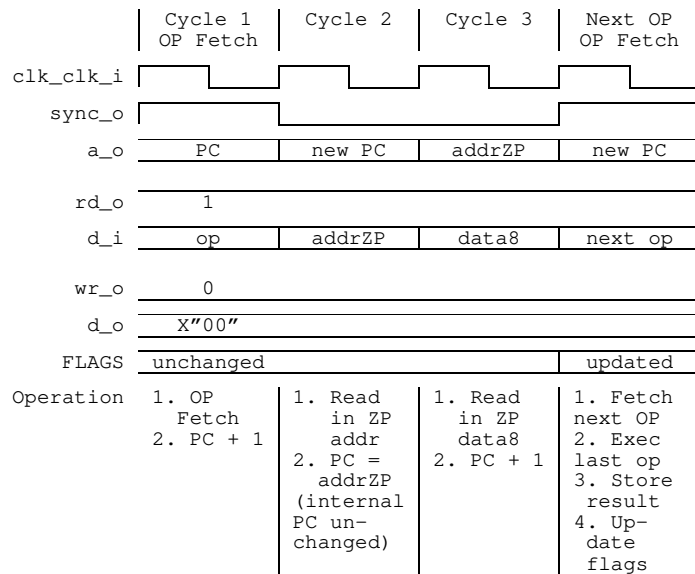 Cycle 1 Cycle 2 Cycle 3 Next OP
OP Fetch OP Fetch
clk_clk_i
sync_o
a_o PC new PC addrZP new PC
rd_o 1
d_i op addrZP data8 next op
wr_o 0
d_o X"00"
FLAGS unchanged updated
Operation 1. OP 1. Read 1. Read 1. Fetch
Fetch in ZP in ZP next OP
2. PC + 1 addr data8 2. Exec
2. PC = 2. PC + 1 last op
addrZP 3. Store
(internal result
PC un- 4. Up-
changed) date
flags